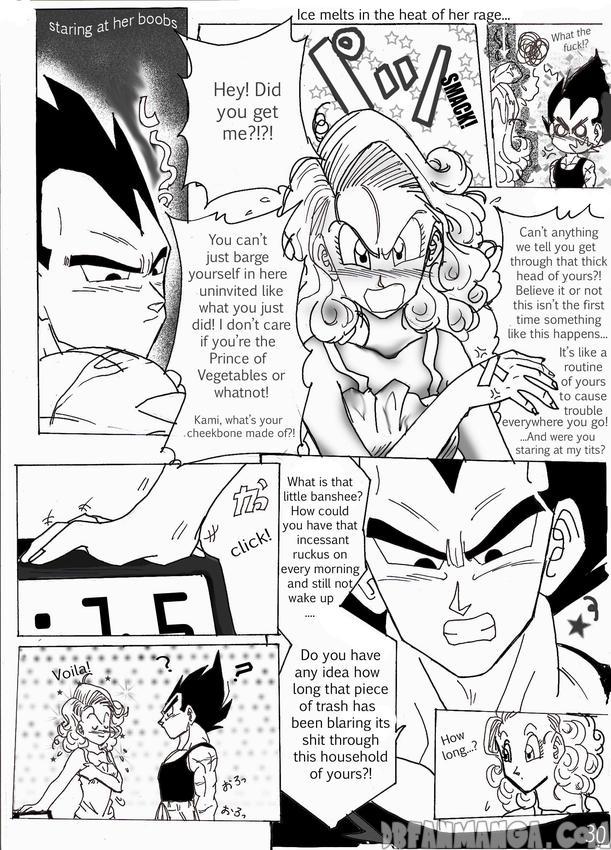 staring at her boobs
Ice melts in the heat of her rage...
Hey! Did
you get
me?!?!
SMACK!
What the
fuck!?
You can't
just barge
yourself in here
uninvited like
what you just
did! I don't care
if you're the
Prince of
Vegetables or
whatnot!
Kami, what's your
cheekbone made of?!
Can't anything
we tell you get
through that thick
head of yours?!
Believe it or not
this isn't the first
time something
like this happens...
It's like a
routine
of yours
to cause
trouble
everywhere you go!
...And were you
staring at my tits?
click!
:15
What is that
little banshee?
How could
you have that
incessant
ruckus on
every morning
and still not
wake up
....
Voila!
?
?
Do you have
any idea how
long that piece
of trash has
been blaring its
shit through
this household
of yours?!
How
long..?
DBFANMANGA.COM
30